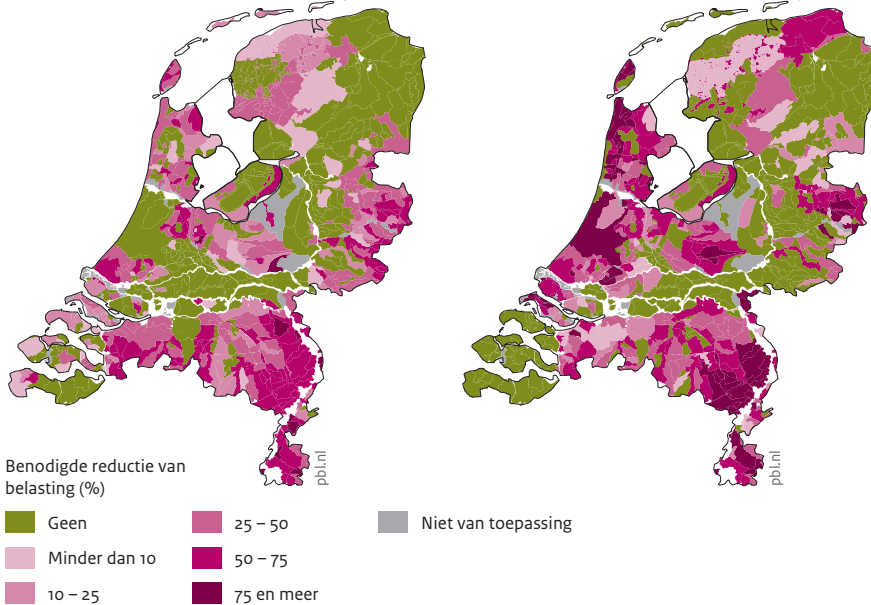 pbl.nl
pbl.nl
Benodigde reductie van
belasting (%)
Geen
Minder dan 10
10 – 25
25 – 50
50 – 75
75 en meer
Niet van toepassing